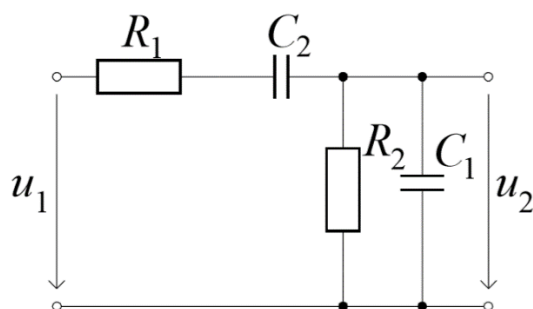 R₁ C₂
R₂ C₁
u₁ u₂